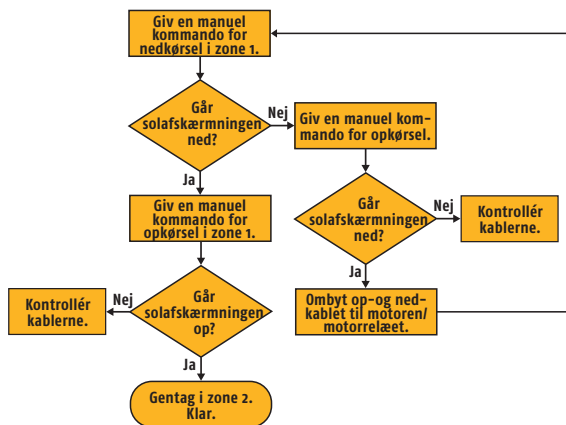 Giv en manuel
kommando for
nedkørsel i zone 1.
Går
solafskærmningen
ned?
Nej
Giv en manuel kom-
mando for opkørsel.
Ja
Giv en manuel
kommando for
opkørsel i zone 1.
Går
solafskærmningen
ned?
Nej
Kontrollér
kablerne.
Ja
Ombyt op-og ned-
kablet til motoren/
motorrelæet.
Går
solafskærmningen
op?
Nej
Kontrollér
kablerne.
Ja
Gentag i zone 2.
Klar.